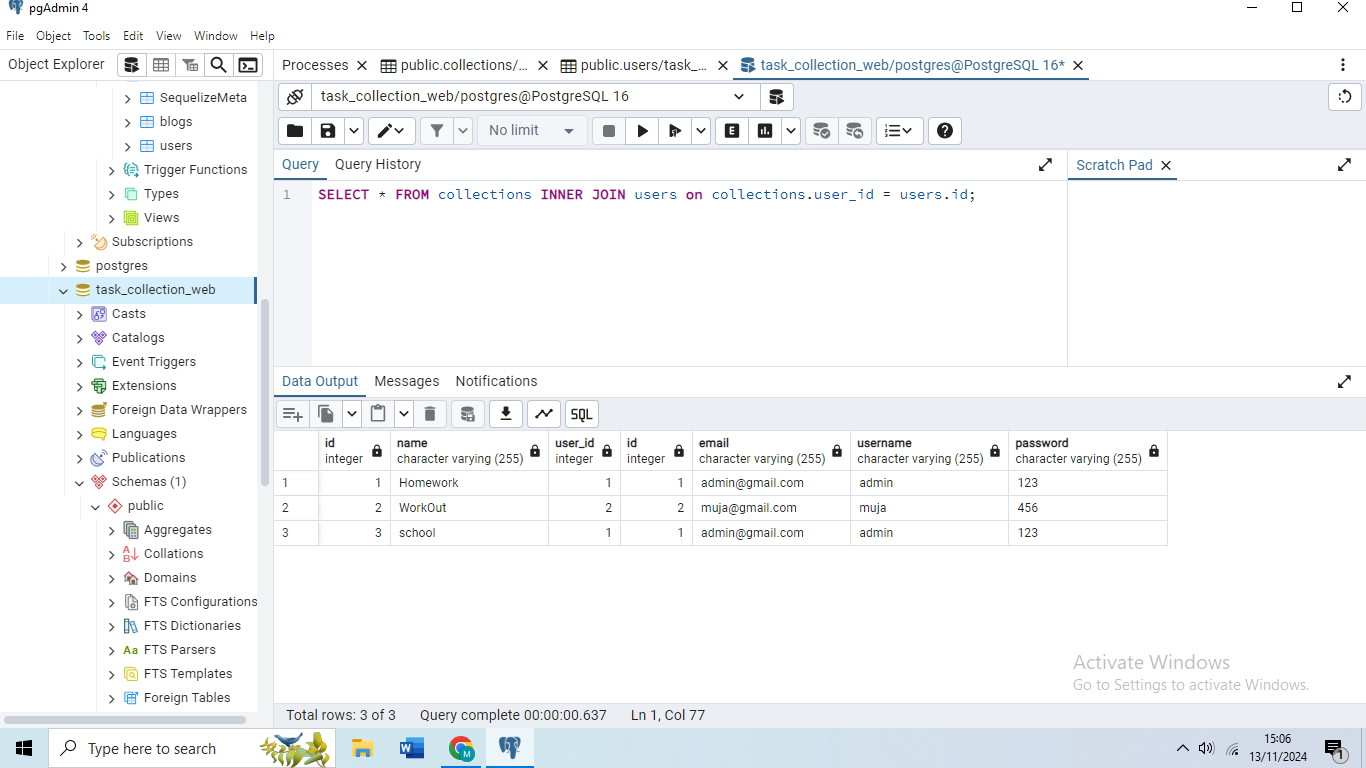 pgAdmin 4
File Object Tools Edit View Window Help
Object Explorer
SequelizeMeta
blogs
users
Trigger Functions
Types
Views
Subscriptions
postgres
task_collection_web
Casts
Catalogs
Event Triggers
Extensions
Foreign Data Wrappers
Languages
Publications
Schemas (1)
public
Aggregates
Collations
Domains
FTS Configurations
FTS Dictionaries
Aa FTS Parsers
FTS Templates
Foreign Tables
Processes public.collections/... public.users/task_... task_collection_web/postgres@PostgreSQL 16*
task_collection_web/postgres@PostgreSQL 16
No limit E
Query Query History Scratch Pad
1 SELECT * FROM collections INNER JOIN users on collections.user_id = users.id;
Data Output Messages Notifications
SQL
id name user_id id email username password
integer character varying (255) integer integer character varying (255) character varying (255) character varying (255)
1 1 Homework 1 1 admin@gmail.com admin 123
2 2 WorkOut 2 2 muja@gmail.com muja 456
3 3 school 1 1 admin@gmail.com admin 123
Activate Windows
Go to Settings to activate Windows.
Total rows: 3 of 3 Query complete 00:00:00.637 Ln 1, Col 77
Type here to search
W
M
15:06
13/11/2024
1